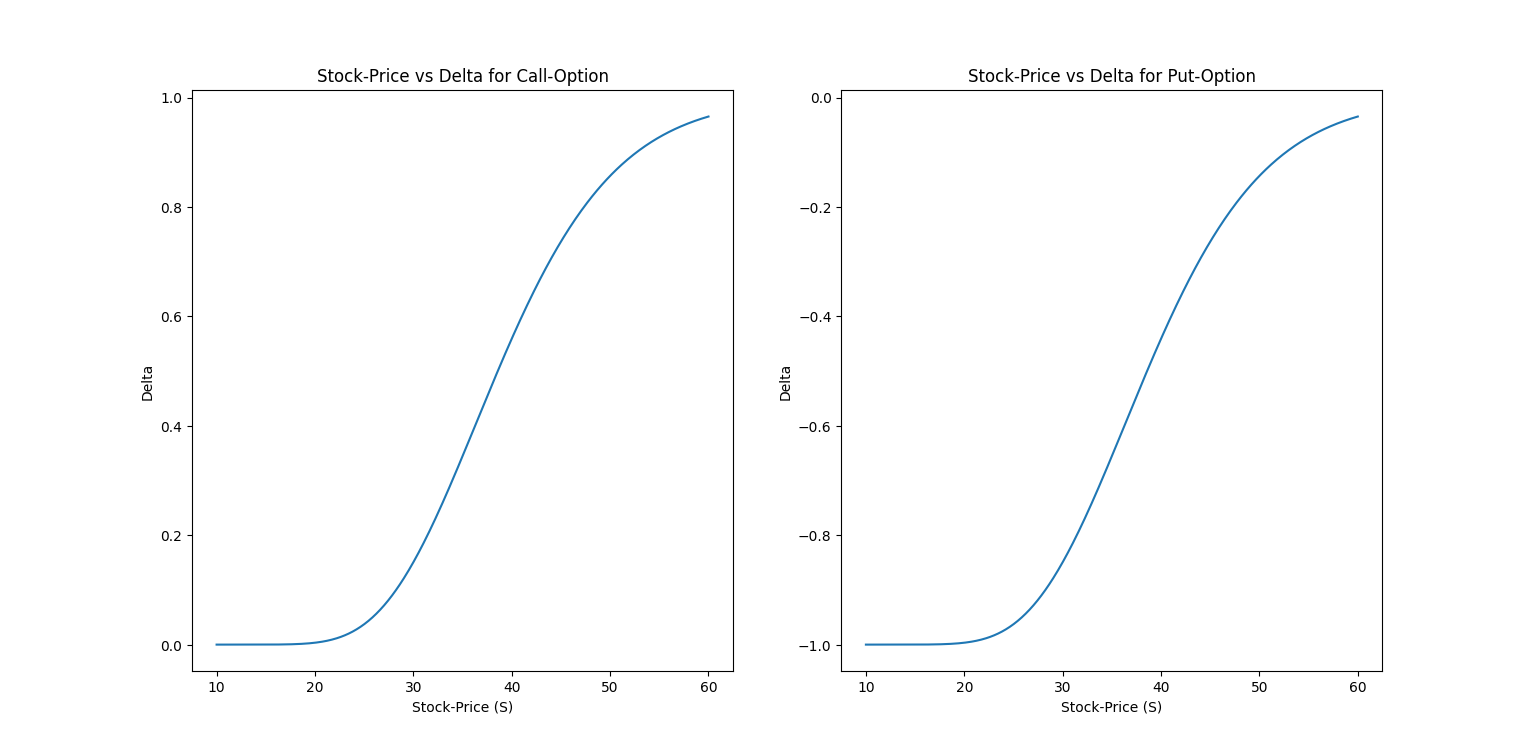 Stock-Price vs Delta for Call-Option
1.0
0.8
0.6
0.4
0.2
0.0
Delta
10 20 30 40 50 60
Stock-Price (S)
Stock-Price vs Delta for Put-Option
0.0
−0.2
−0.4
−0.6
−0.8
−1.0
Delta
10 20 30 40 50 60
Stock-Price (S)